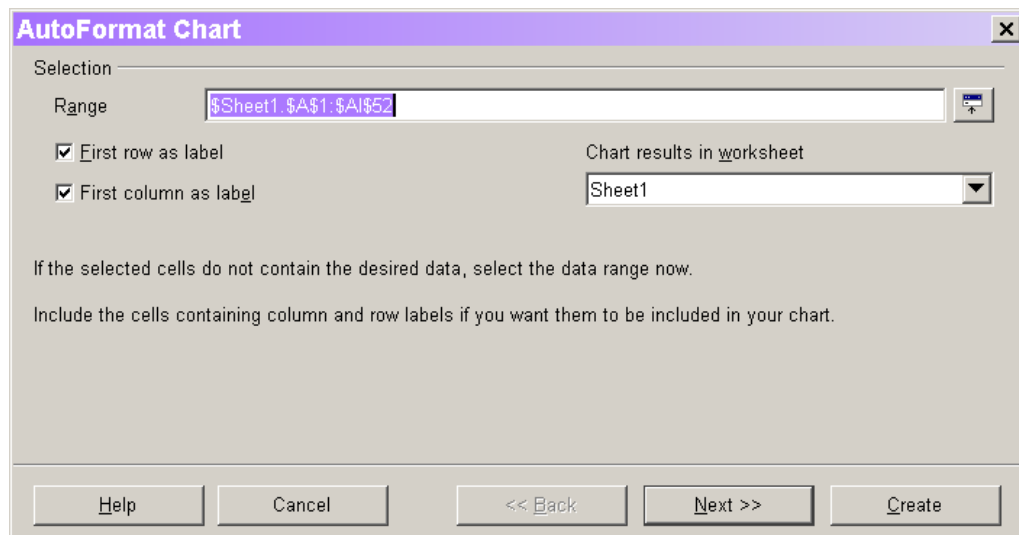 AutoFormat Chart
Selection
Range $Sheet1.$A$1:$AI$52
First row as label
Chart results in worksheet
First column as label
Sheet1
If the selected cells do not contain the desired data, select the data range now.
Include the cells containing column and row labels if you want them to be included in your chart.
Help Cancel << Back Next >> Create